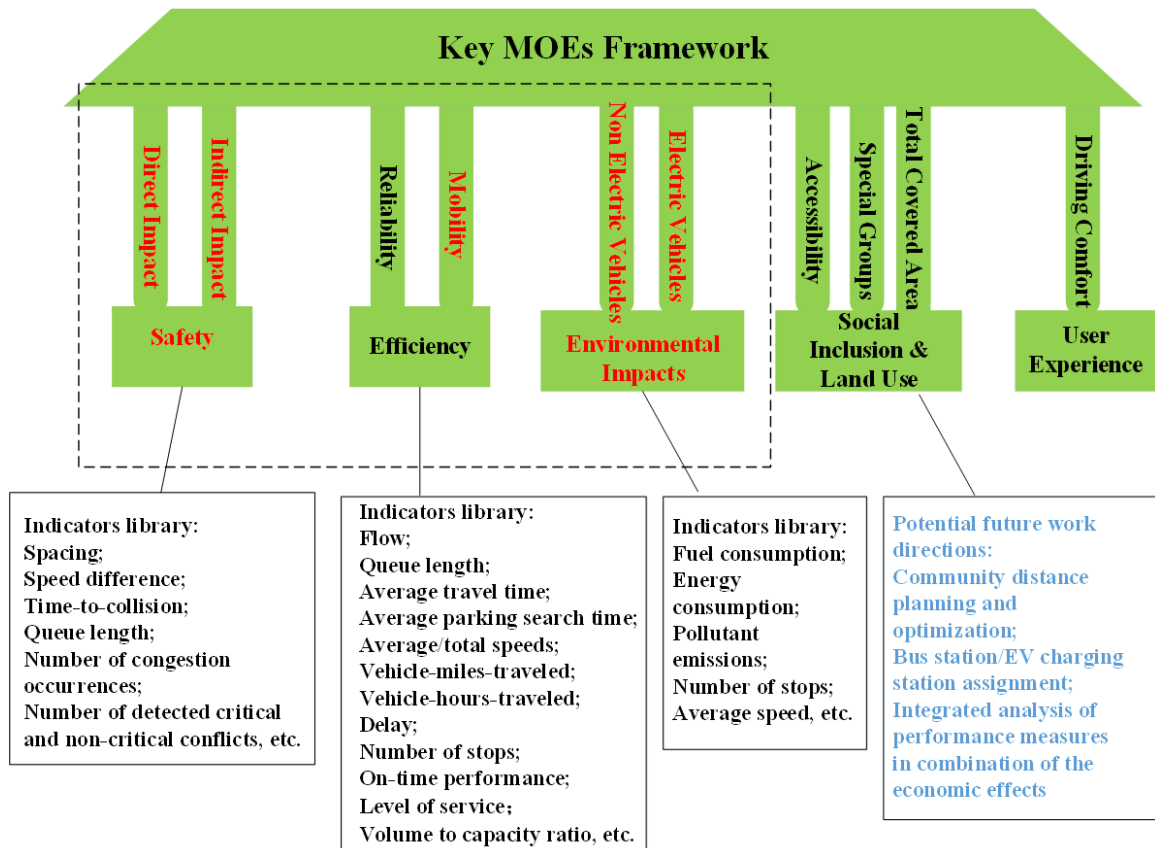 Key MOEs Framework
Direct Impact
Indirect Impact
Reliability
Mobility
Non Electric Vehicles
Electric Vehicles
Accessibility
Special Groups
Total Covered Area
Driving Comfort
Safety
Efficiency
Environmental
Impacts
Social
Inclusion &
Land Use
User
Experience
Indicators library:
Spacing;
Speed difference;
Time-to-collision;
Queue length;
Number of congestion
occurrences;
Number of detected critical
and non-critical conflicts, etc.
Indicators library:
Flow;
Queue length;
Average travel time;
Average parking search time;
Average/total speeds;
Vehicle-miles-traveled;
Vehicle-hours-traveled;
Delay;
Number of stops;
On-time performance;
Level of service；
Volume to capacity ratio, etc.
Indicators library:
Fuel consumption;
Energy
consumption;
Pollutant
emissions;
Number of stops;
Average speed, etc.
Potential future work
directions:
Community distance
planning and
optimization;
Bus station/EV charging
station assignment;
Integrated analysis of
performance measures
in combination of the
economic effects